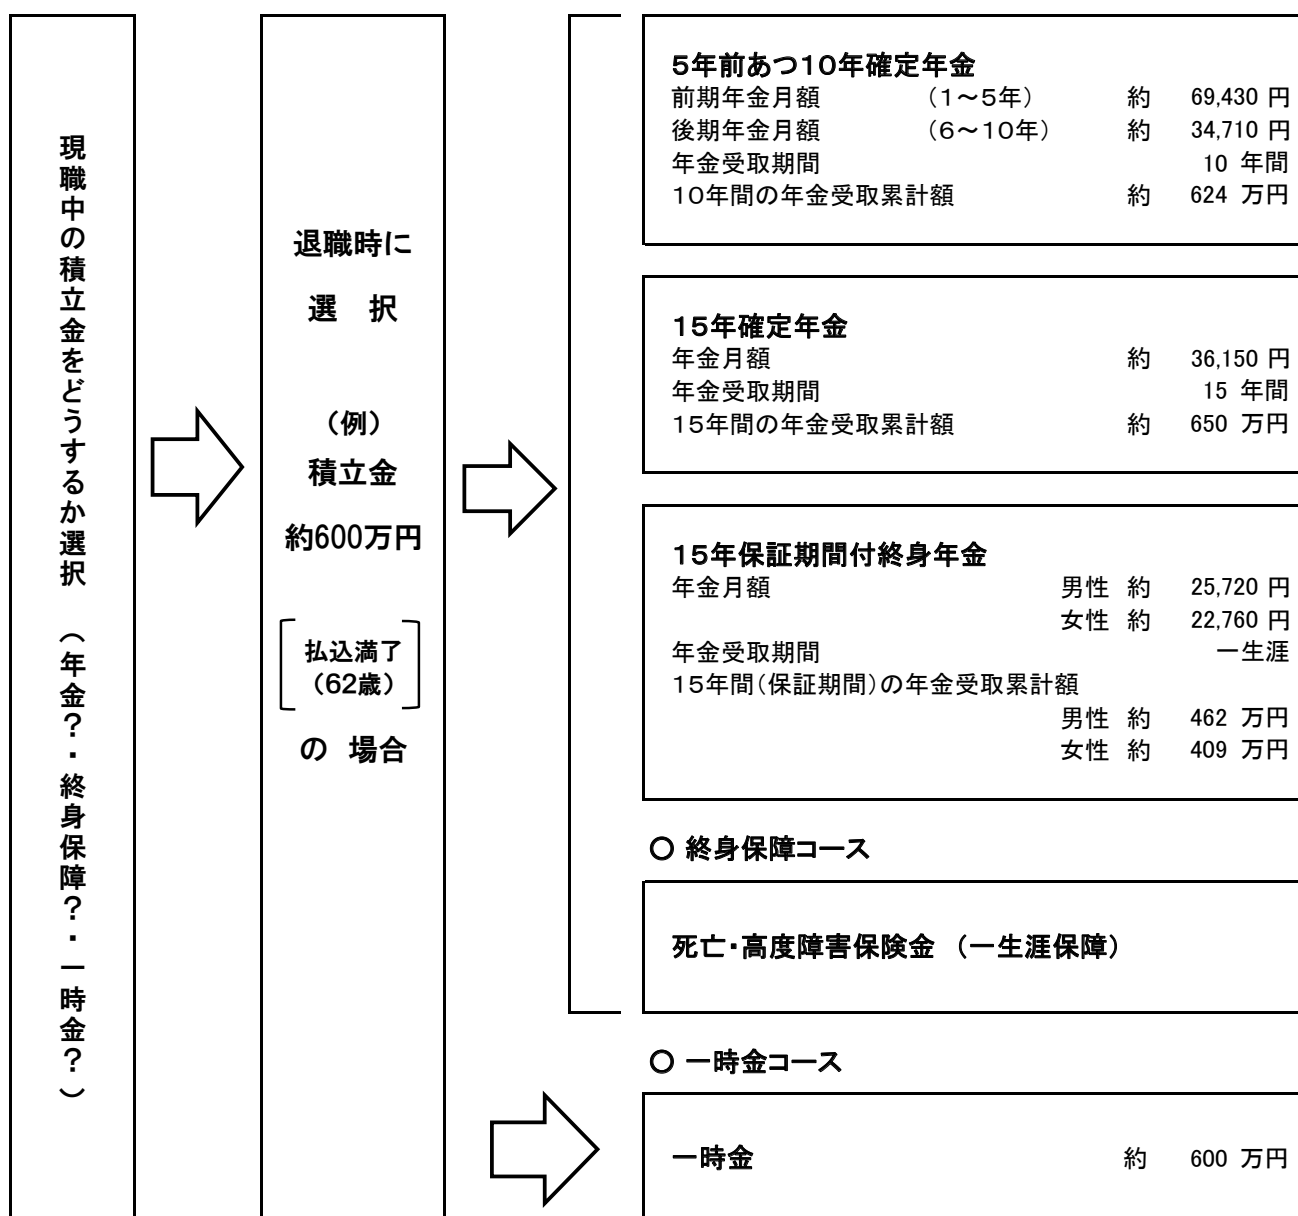 現職中の積立金をどうするか選択 （年金？・終身保障？・一時金？）
退職時に
選 択
（例）
積立金
約600万円
払込満了
（62歳）
の 場合
5年前あつ10年確定年金
前期年金月額 （1～5年） 約 69,430 円
後期年金月額 （6～10年） 約 34,710 円
年金受取期間 10 年間
10年間の年金受取累計額 約 624 万円
15年確定年金
年金月額 約 36,150 円
年金受取期間 15 年間
15年間の年金受取累計額 約 650 万円
15年保証期間付終身年金
年金月額 男性 約 25,720 円
女性 約 22,760 円
年金受取期間 一生涯
15年間(保証期間)の年金受取累計額
男性 約 462 万円
女性 約 409 万円
○ 終身保障コース
死亡・高度障害保険金 （一生涯保障）
○ 一時金コース
一時金 約 600 万円